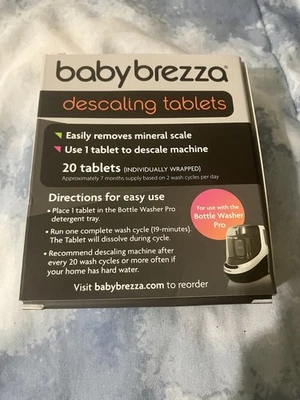 baby brezza®
descaling tablets
Easily removes mineral scale
Use 1 tablet to descale machine
20 tablets (INDIVIDUALLY WRAPPED)
Approximately 7 months supply based on 2 wash cycles per day
Directions for easy use
• Place 1 tablet in the Bottle Washer Pro
detergent tray.
• Run one complete wash cycle (19-minutes).
The Tablet will dissolve during cycle.
• Recommend descaling machine after
every 20 wash cycles or more often if
your home has hard water.
For use with the
Bottle Washer
Pro
Visit babybrezza.com to reorder